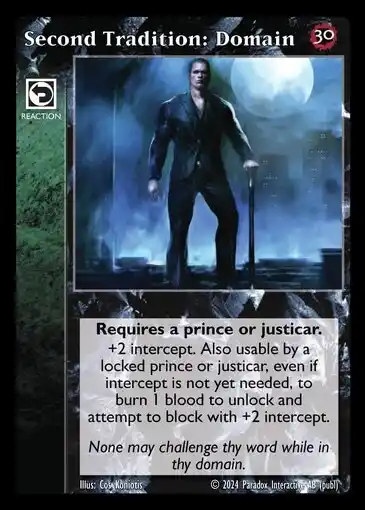 Second Tradition: Domain
30
REACTION
Requires a prince or justicar.
+2 intercept. Also usable by a
locked prince or justicar, even if
intercept is not yet needed, to
burn 1 blood to unlock and
attempt to block with +2 intercept.
None may challenge thy word while in
thy domain.
Illus: Cos Koniotis
© 2024 Paradox Interactive AB (publ)